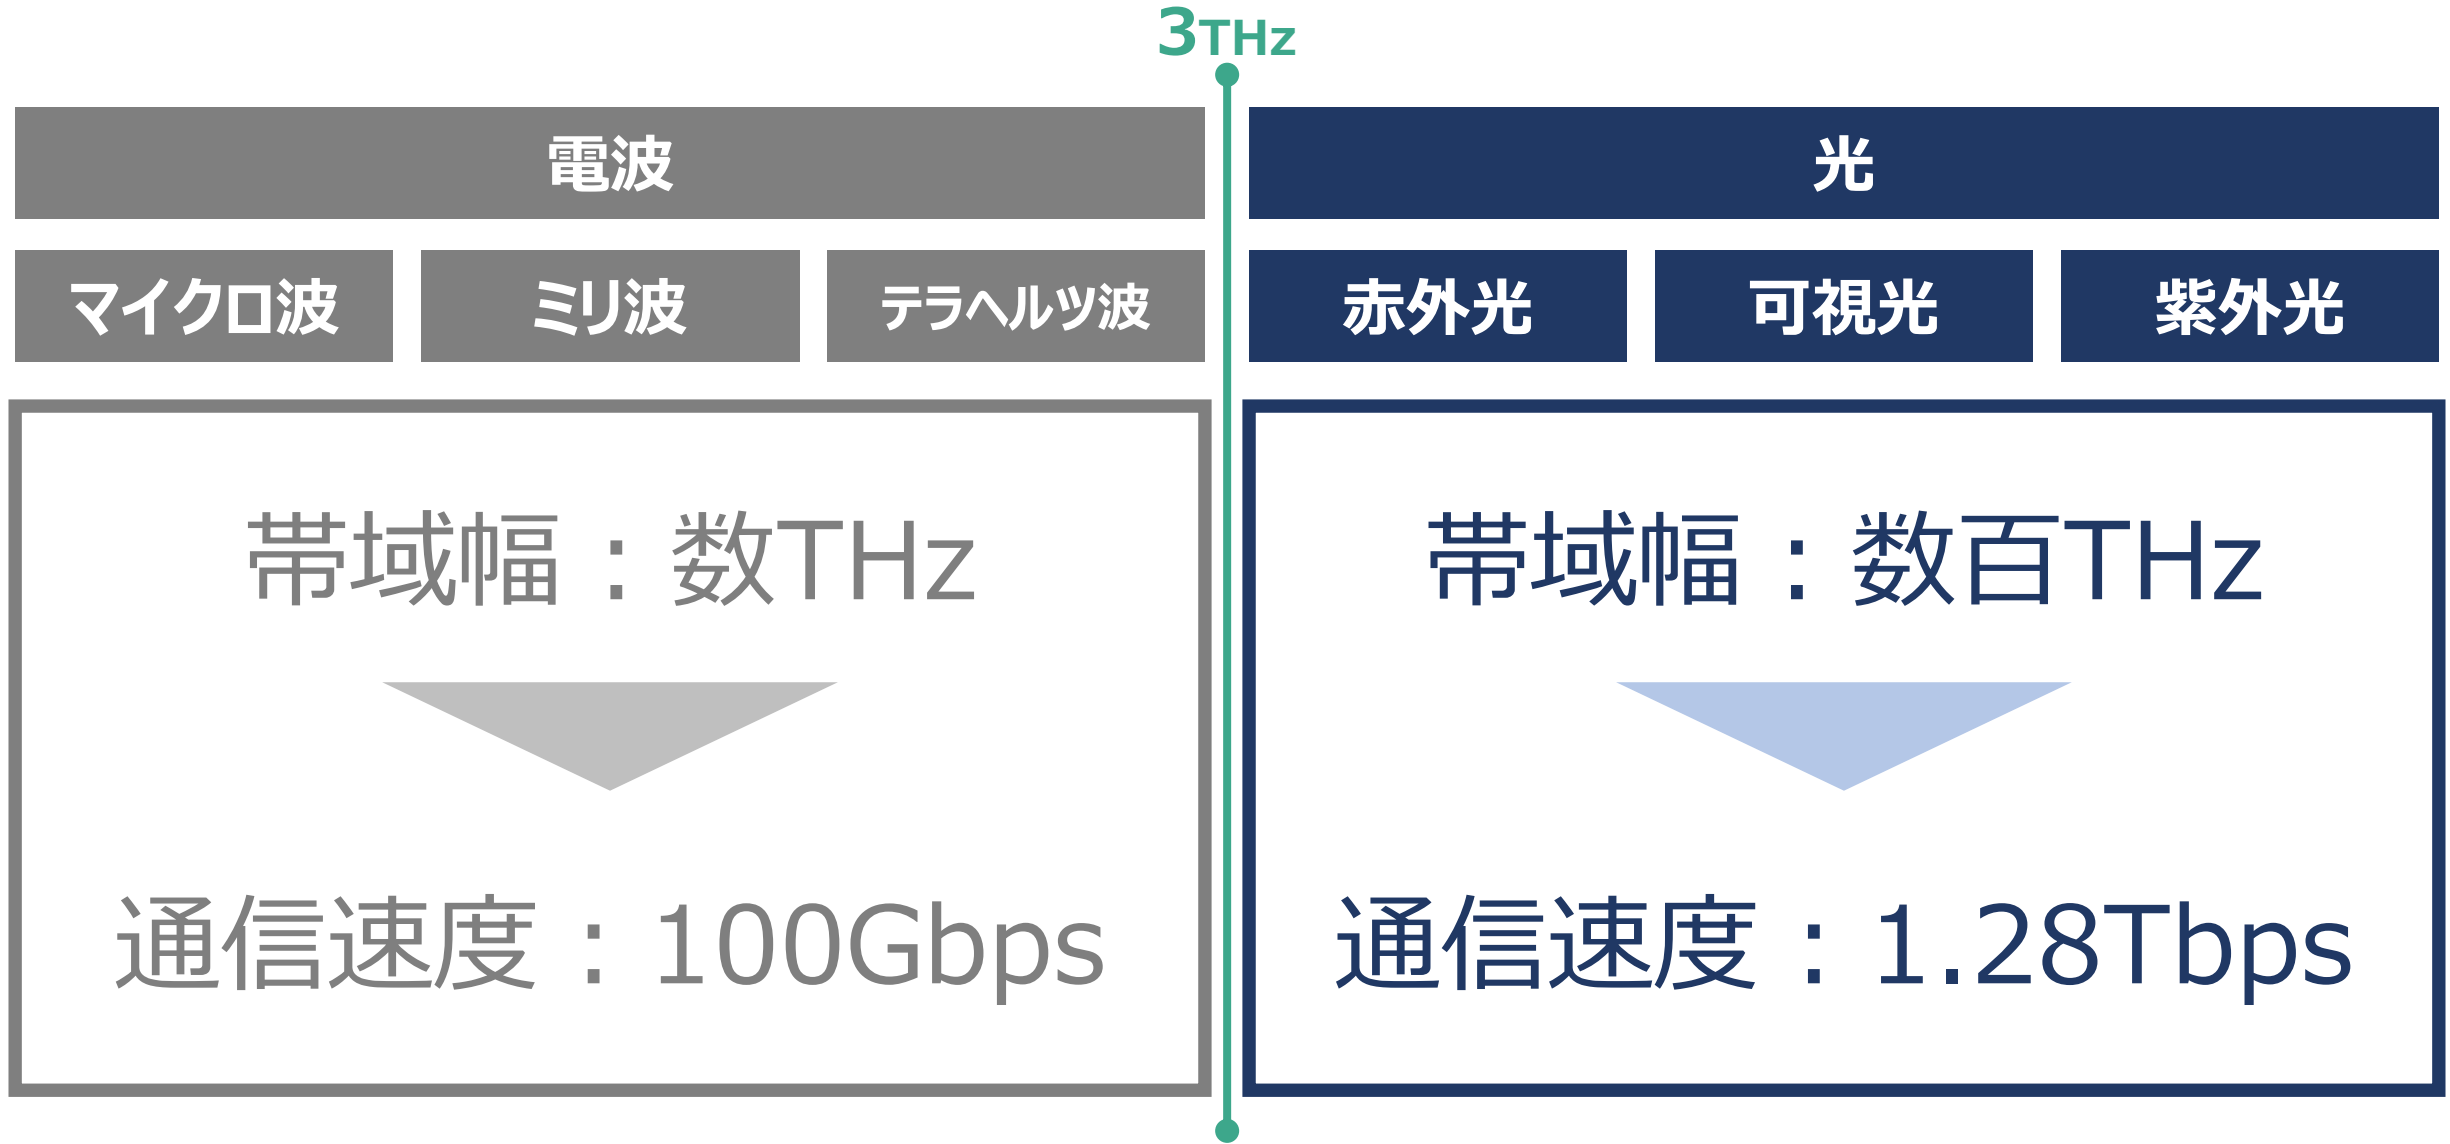 3THz
電波
光
マイクロ波
ミリ波
テラヘルツ波
赤外光
可視光
紫外光
帯域幅：数THz
通信速度：100Gbps
帯域幅：数百THz
通信速度：1.28Tbps